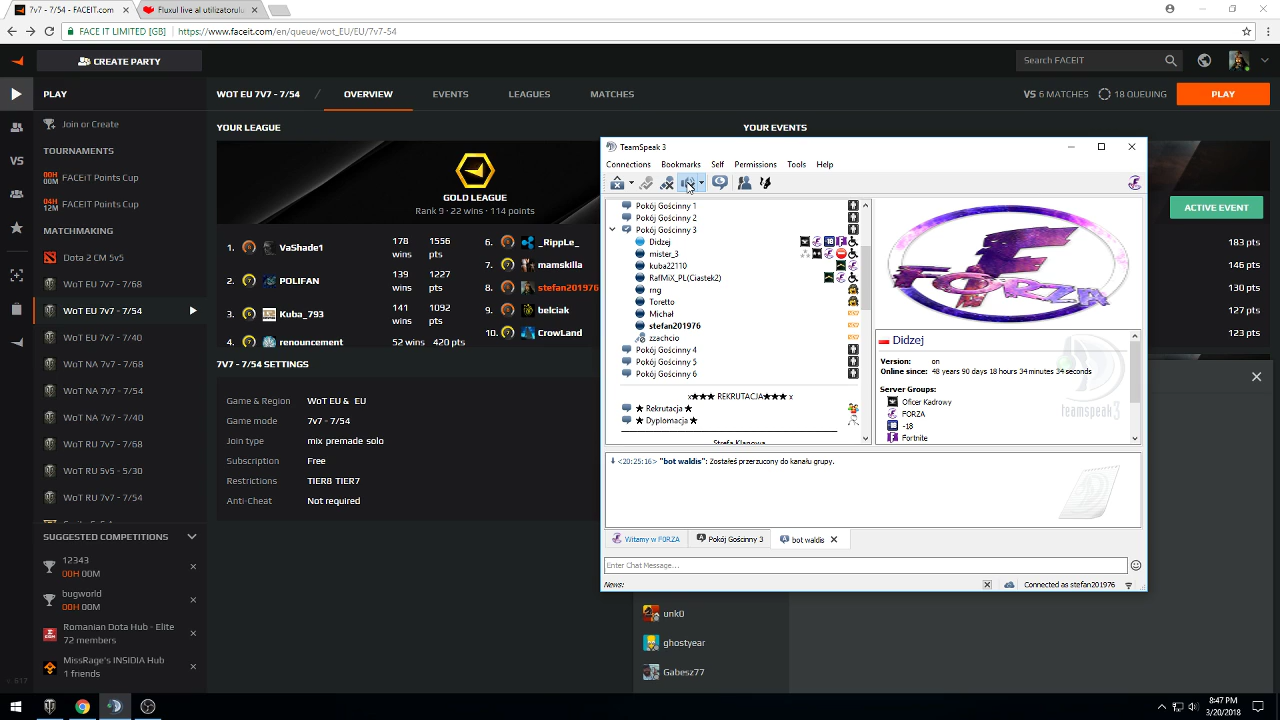 7v7 - 7/54 - FACEIT.com
Fluxul live al utilizatorulu
FACE IT LIMITED [GB]
https://www.faceit.com/en/queue/wot_EU/EU/7v7-54
CREATE PARTY
Search FACEIT
PLAY
WOT EU 7V7 - 7/54
OVERVIEW
EVENTS
LEAGUES
MATCHES
VS 6 MATCHES
18 QUEUING
PLAY
Join or Create
TOURNAMENTS
00H
00M
FACEIT Points Cup
04H
12M
FACEIT Points Cup
MATCHMAKING
Dota 2 CM 5v5
WoT EU 7v7 - 7/68
WoT EU 7v7 - 7/54
WoT EU 7v7 - 7/40
WoT NA 7v7 - 7/68
WoT NA 7v7 - 7/54
WoT NA 7v7 - 7/40
WoT RU 7v7 - 7/68
WoT RU 5v5 - 5/30
WoT RU 7v7 - 7/54
SUGGESTED COMPETITIONS
12343
00H 00M
bugworld
00H 00M
Romanian Dota Hub - Elite
72 members
MissRage's INSIDIA Hub
1 friends
v. 617
VS
YOUR LEAGUE
GOLD LEAGUE
Rank 9 · 22 wins · 114 points
1. VaShade1 178 wins 1556 pts
2. POLIFAN 139 wins 1227 pts
3. Kuba_793 141 wins 1092 pts
4. renouncement 52 wins 420 pts
6. _RippLe_
7. mamskilla
8. stefan201976
9. belciak
10. CrowLand
7V7 - 7/54 SETTINGS
Game & Region WoT EU & EU
Game mode 7v7 - 7/54
Join type mix premade solo
Subscription Free
Restrictions TIER8 TIER7
Anti-Cheat Not required
YOUR EVENTS
ACTIVE EVENT
183 pts
146 pts
130 pts
127 pts
123 pts
TeamSpeak 3
Connections Bookmarks Self Permissions Tools Help
Pokój Gościnny 1
Pokój Gościnny 2
Pokój Gościnny 3
Didzej
mister_3
kuba22110
RafMiX_PL(Ciastek2)
rng
Toretto
Michał
stefan201976
zzachcio
Pokój Gościnny 4
Pokój Gościnny 5
Pokój Gościnny 6
x★★★ REKRUTACJA★★★ x
★ Rekrutacja ★
★ Dyplomacja ★
Strefa Klanowa
FORZA
Didzej
Version: on
Online since: 48 years 90 days 18 hours 34 minutes 34 seconds
Server Groups:
Oficer Kadrowy
FORZA
-18
Fortnite
teamspeak3
<20:25:16> "bot waldis": Zostałeś przerzucony do kanału grupy.
Witamy w FORZA
Pokój Gościnny 3
bot waldis
Enter Chat Message...
News:
Connected as stefan201976
unk0
ghostyear
Gabesz77
8:47 PM
3/20/2018